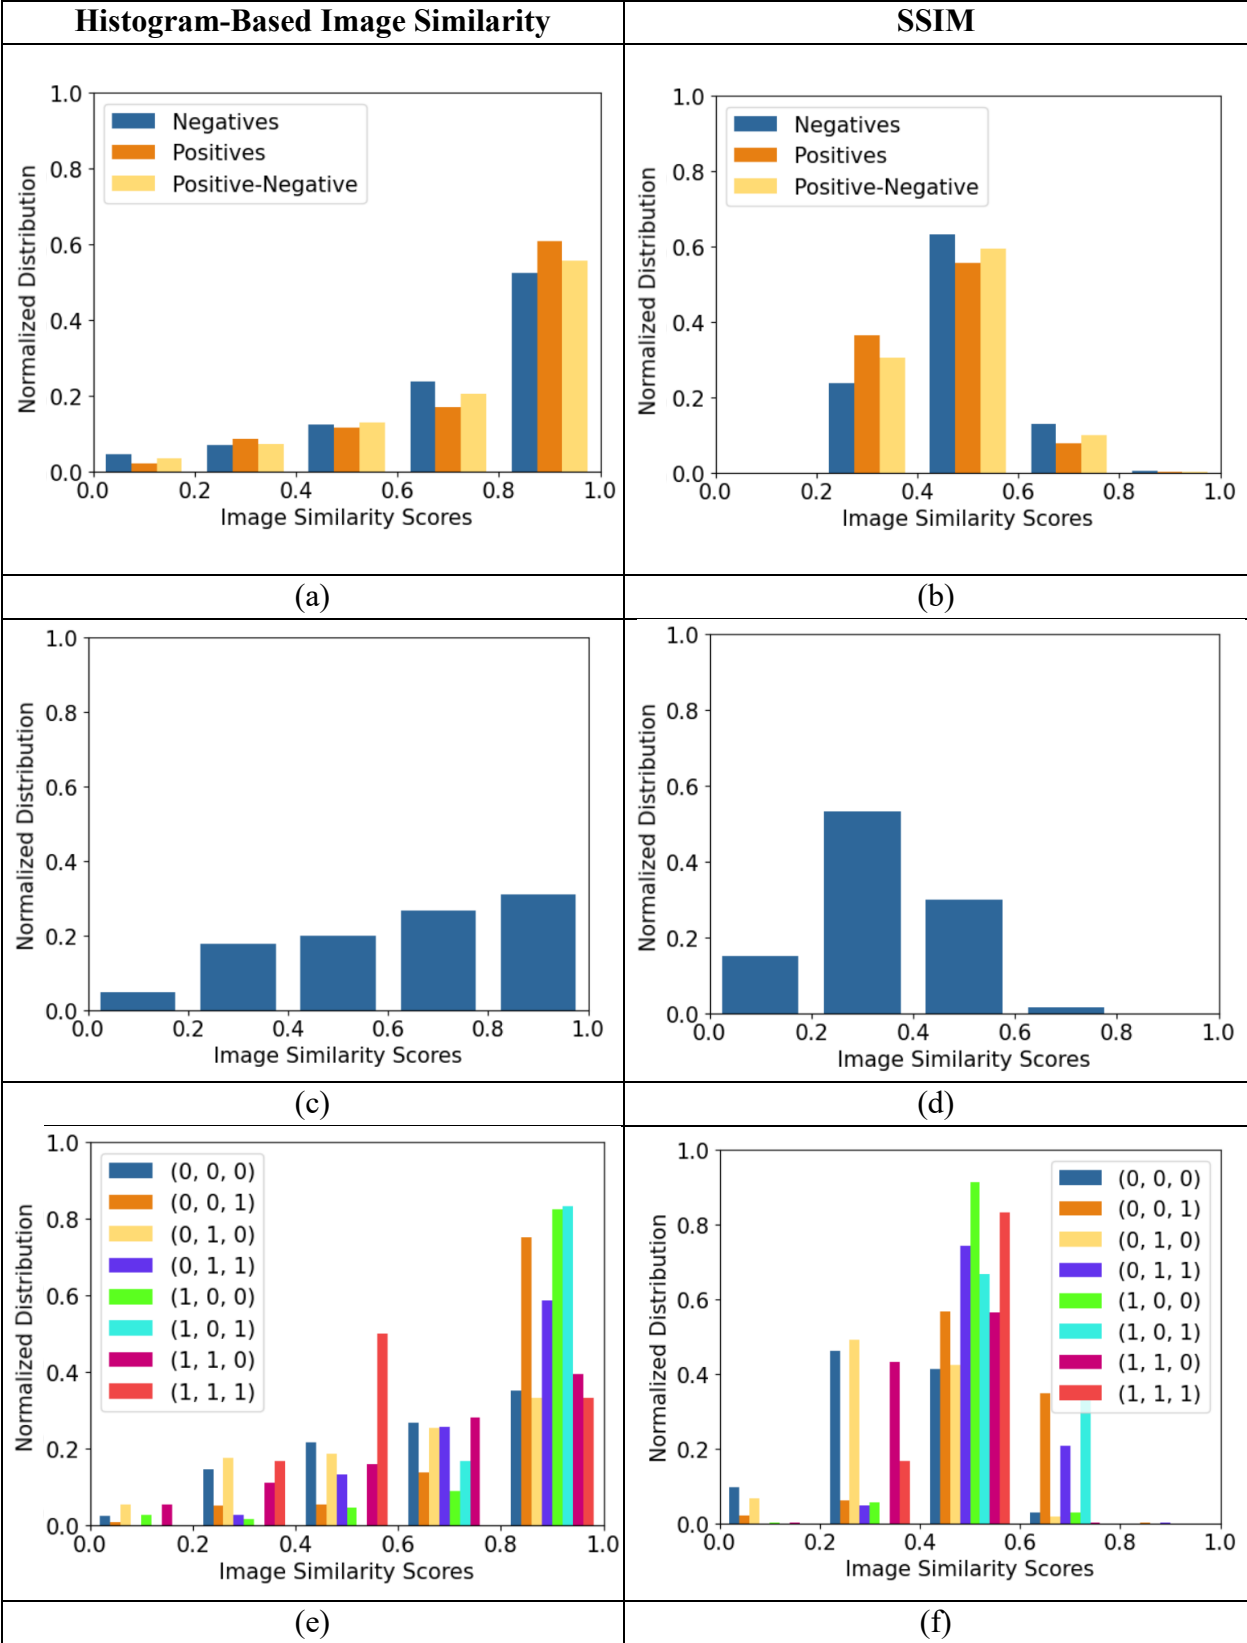 Histogram-Based Image Similarity
SSIM
1.0
0.8
0.6
0.4
0.2
0.0
Normalized Distribution
Negatives
Positives
Positive-Negative
0.0 0.2 0.4 0.6 0.8 1.0
Image Similarity Scores
1.0
0.8
0.6
0.4
0.2
0.0
Normalized Distribution
Negatives
Positives
Positive-Negative
0.0 0.2 0.4 0.6 0.8 1.0
Image Similarity Scores
(a)
(b)
1.0
0.8
0.6
0.4
0.2
0.0
Normalized Distribution
0.0 0.2 0.4 0.6 0.8 1.0
Image Similarity Scores
1.0
0.8
0.6
0.4
0.2
0.0
Normalized Distribution
0.0 0.2 0.4 0.6 0.8 1.0
Image Similarity Scores
(c)
(d)
1.0
0.8
0.6
0.4
0.2
0.0
Normalized Distribution
(0, 0, 0)
(0, 0, 1)
(0, 1, 0)
(0, 1, 1)
(1, 0, 0)
(1, 0, 1)
(1, 1, 0)
(1, 1, 1)
0.0 0.2 0.4 0.6 0.8 1.0
Image Similarity Scores
1.0
0.8
0.6
0.4
0.2
0.0
Normalized Distribution
(0, 0, 0)
(0, 0, 1)
(0, 1, 0)
(0, 1, 1)
(1, 0, 0)
(1, 0, 1)
(1, 1, 0)
(1, 1, 1)
0.0 0.2 0.4 0.6 0.8 1.0
Image Similarity Scores
(e)
(f)